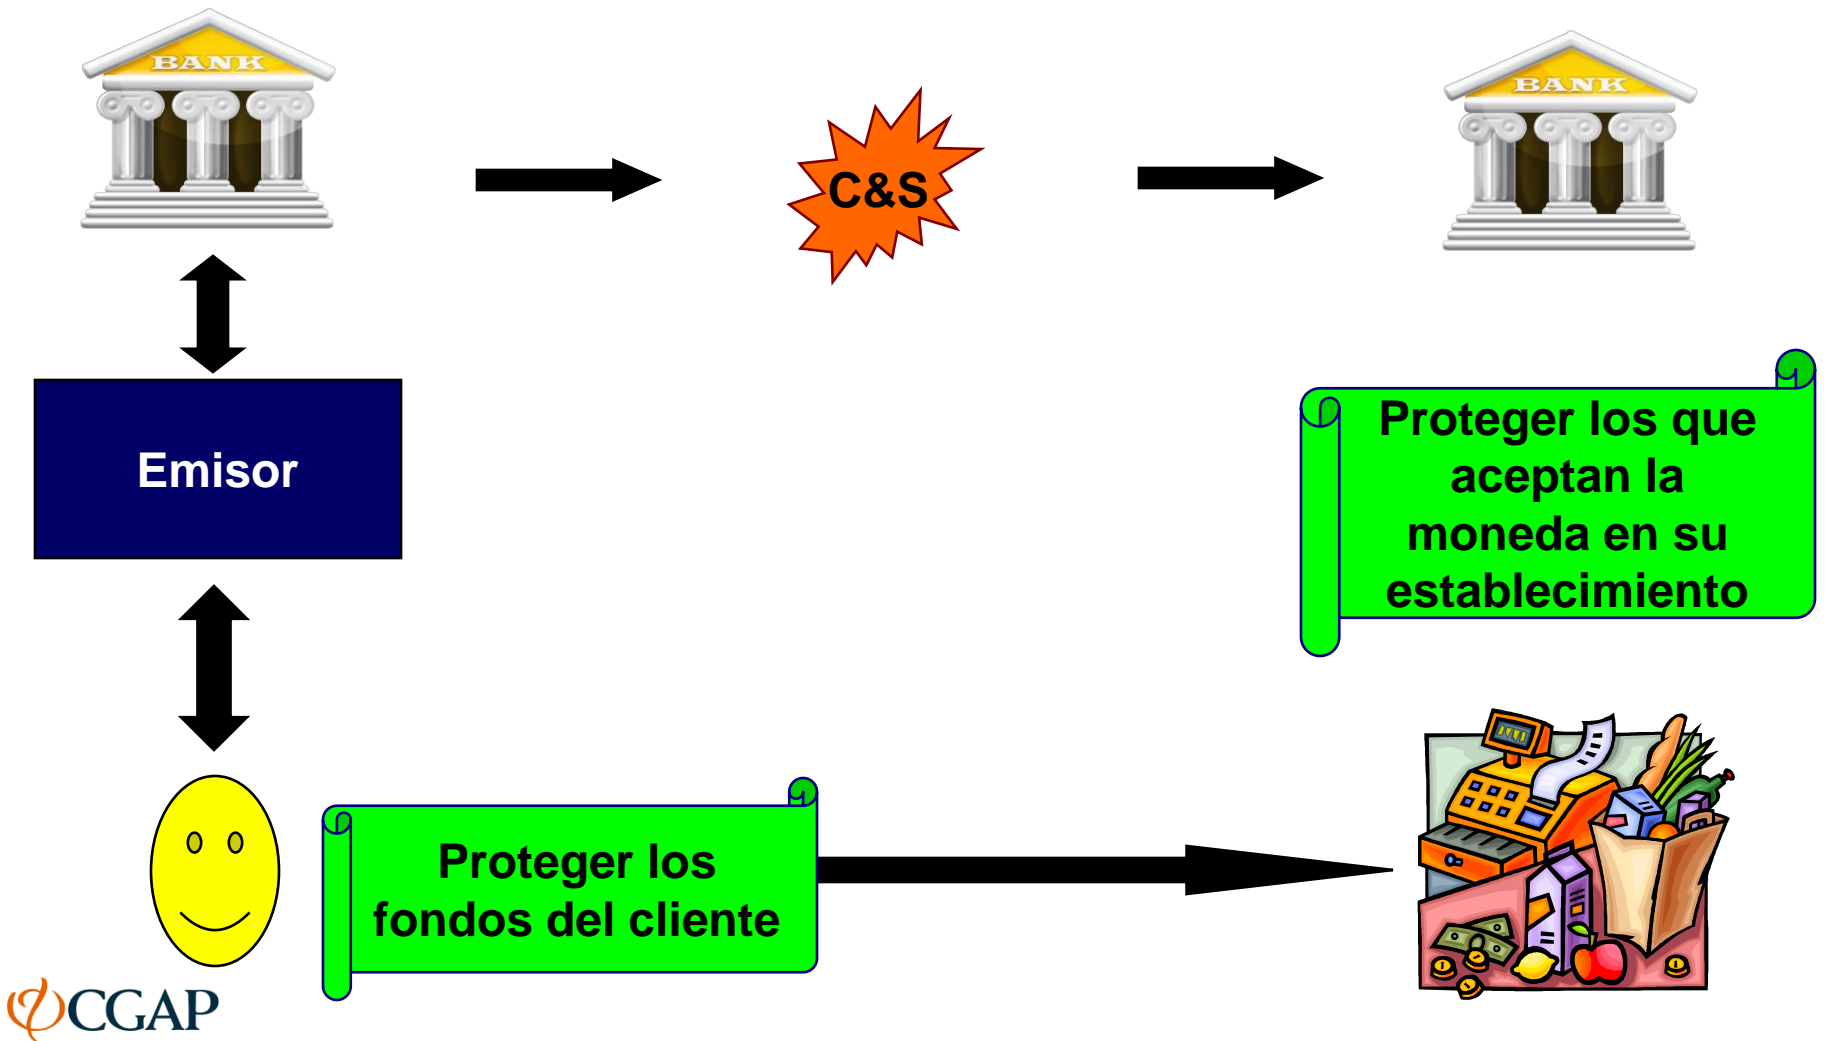 BANK
BANK
C&S
Emisor
Proteger los que
aceptan la
moneda en su
establecimiento
Proteger los
fondos del cliente
CGAP